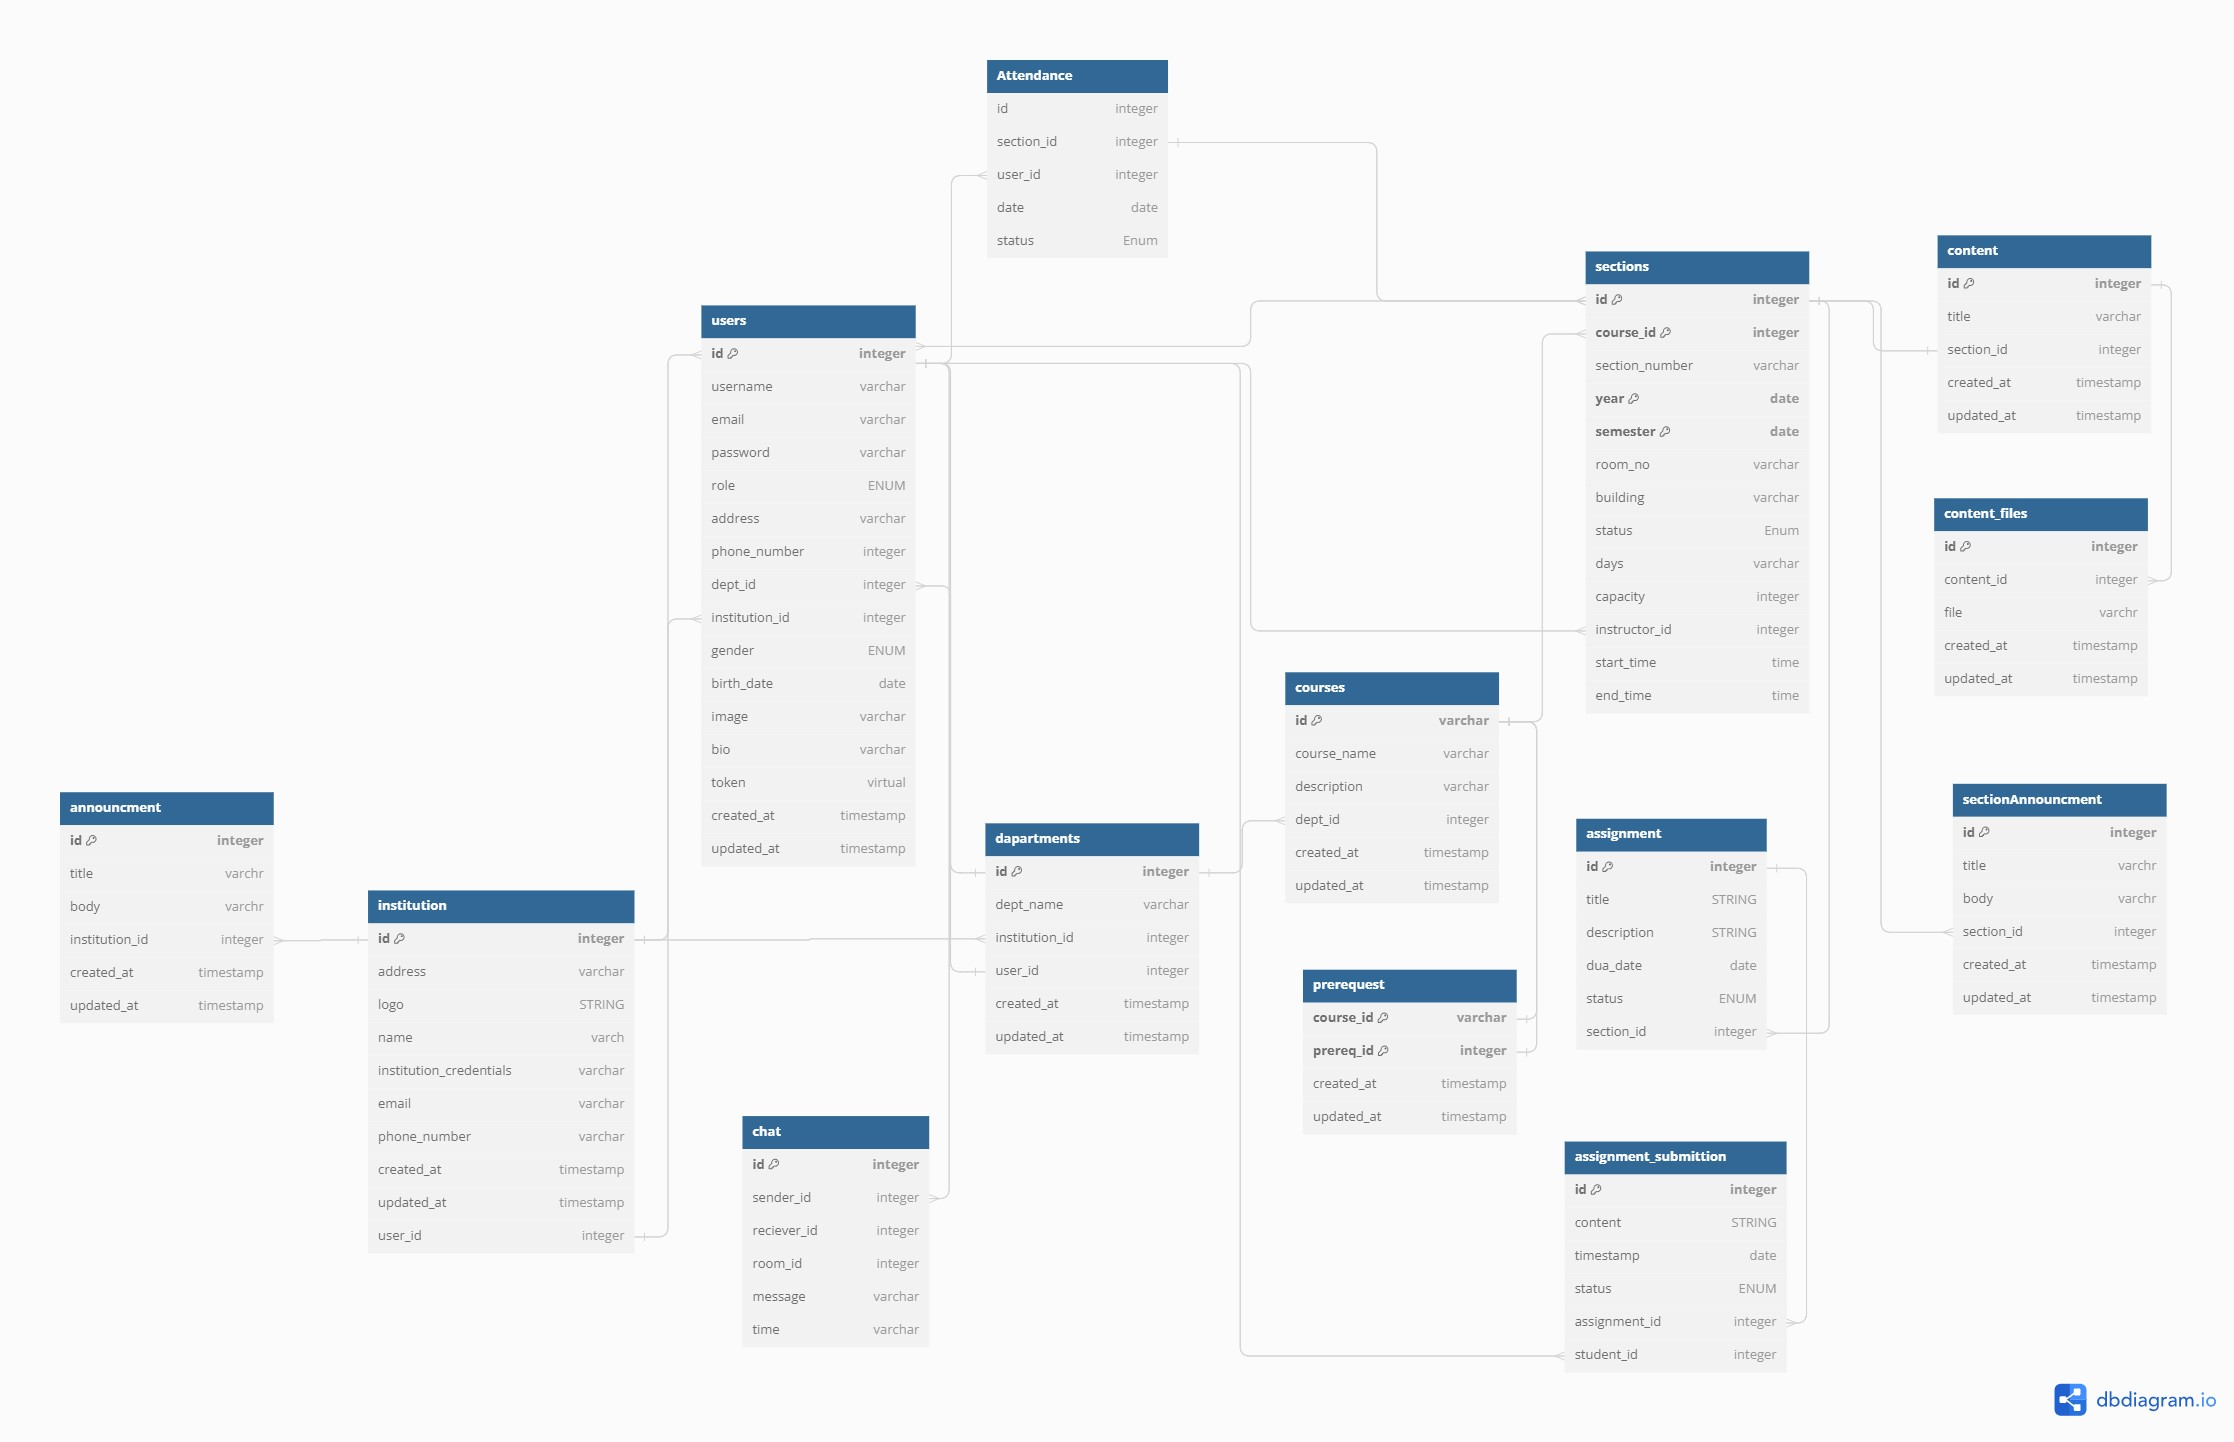 Attendance
id integer
section_id integer
user_id integer
date date
status Enum
users
id integer
username varchar
email varchar
password varchar
role ENUM
address varchar
phone_number integer
dept_id integer
institution_id integer
gender ENUM
birth_date date
image varchar
bio varchar
token virtual
created_at timestamp
updated_at timestamp
sections
id integer
course_id integer
section_number varchar
year date
semester date
room_no varchar
building varchar
status Enum
days varchar
capacity integer
instructor_id integer
start_time time
end_time time
content
id integer
title varchar
section_id integer
created_at timestamp
updated_at timestamp
content_files
id integer
content_id integer
file varchr
created_at timestamp
updated_at timestamp
courses
id varchar
course_name varchar
description varchar
dept_id integer
created_at timestamp
updated_at timestamp
announcment
id integer
title varchr
body varchr
institution_id integer
created_at timestamp
updated_at timestamp
institution
id integer
address varchar
logo STRING
name varch
institution_credentials varchar
email varchar
phone_number varchar
created_at timestamp
updated_at timestamp
user_id integer
dapartments
id integer
dept_name varchar
institution_id integer
user_id integer
created_at timestamp
updated_at timestamp
assignment
id integer
title STRING
description STRING
dua_date date
status ENUM
section_id integer
sectionAnnouncment
id integer
title varchr
body varchr
section_id integer
created_at timestamp
updated_at timestamp
prerequest
course_id varchar
prereq_id integer
created_at timestamp
updated_at timestamp
chat
id integer
sender_id integer
reciever_id integer
room_id integer
message varchar
time varchar
assignment_submittion
id integer
content STRING
timestamp date
status ENUM
assignment_id integer
student_id integer
dbdiagram.io